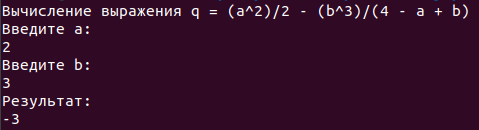 Вычисление выражения q = (a^2)/2 - (b^3)/(4 - a + b)
Введите a:
2
Введите b:
3
Результат:
-3